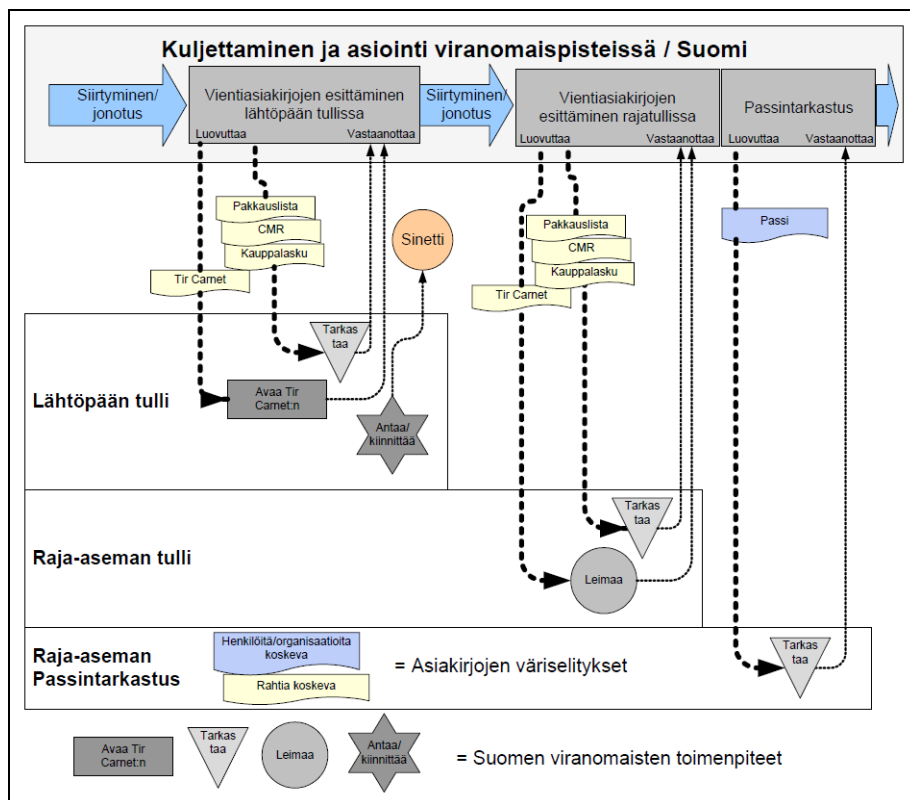 Kuljettaminen ja asiointi viranomaispisteissä / Suomi
Siirtyminen/
jonotus
Vientiasiakirjojen esittäminen
lähtöpään tullissa
Luovuttaa
Vastaanottaa
Siirtyminen/
jonotus
Vientiasiakirjojen
esittäminen rajatullissa
Luovuttaa
Vastaanottaa
Passintarkastus
Luovuttaa
Vastaanottaa
Pakkauslista
CMR
Kauppalasku
Tir Carnet
Sinetti
Pakkauslista
CMR
Kauppalasku
Tir Carnet
Passi
Lähtöpään tulli
Tarkas
taa
Avaa Tir
Carnet:n
Antaa/
kiinnittää
Raja-aseman tulli
Tarkas
taa
Leimaa
Raja-aseman
Passintarkastus
Henkilöitä/organisaatioita
koskeva
Rahtia koskeva
= Asiakirjojen väriselitykset
Tarkas
taa
Avaa Tir
Carnet:n
Tarkas
taa
Leimaa
Antaa/
kiinnittää
= Suomen viranomaisten toimenpiteet